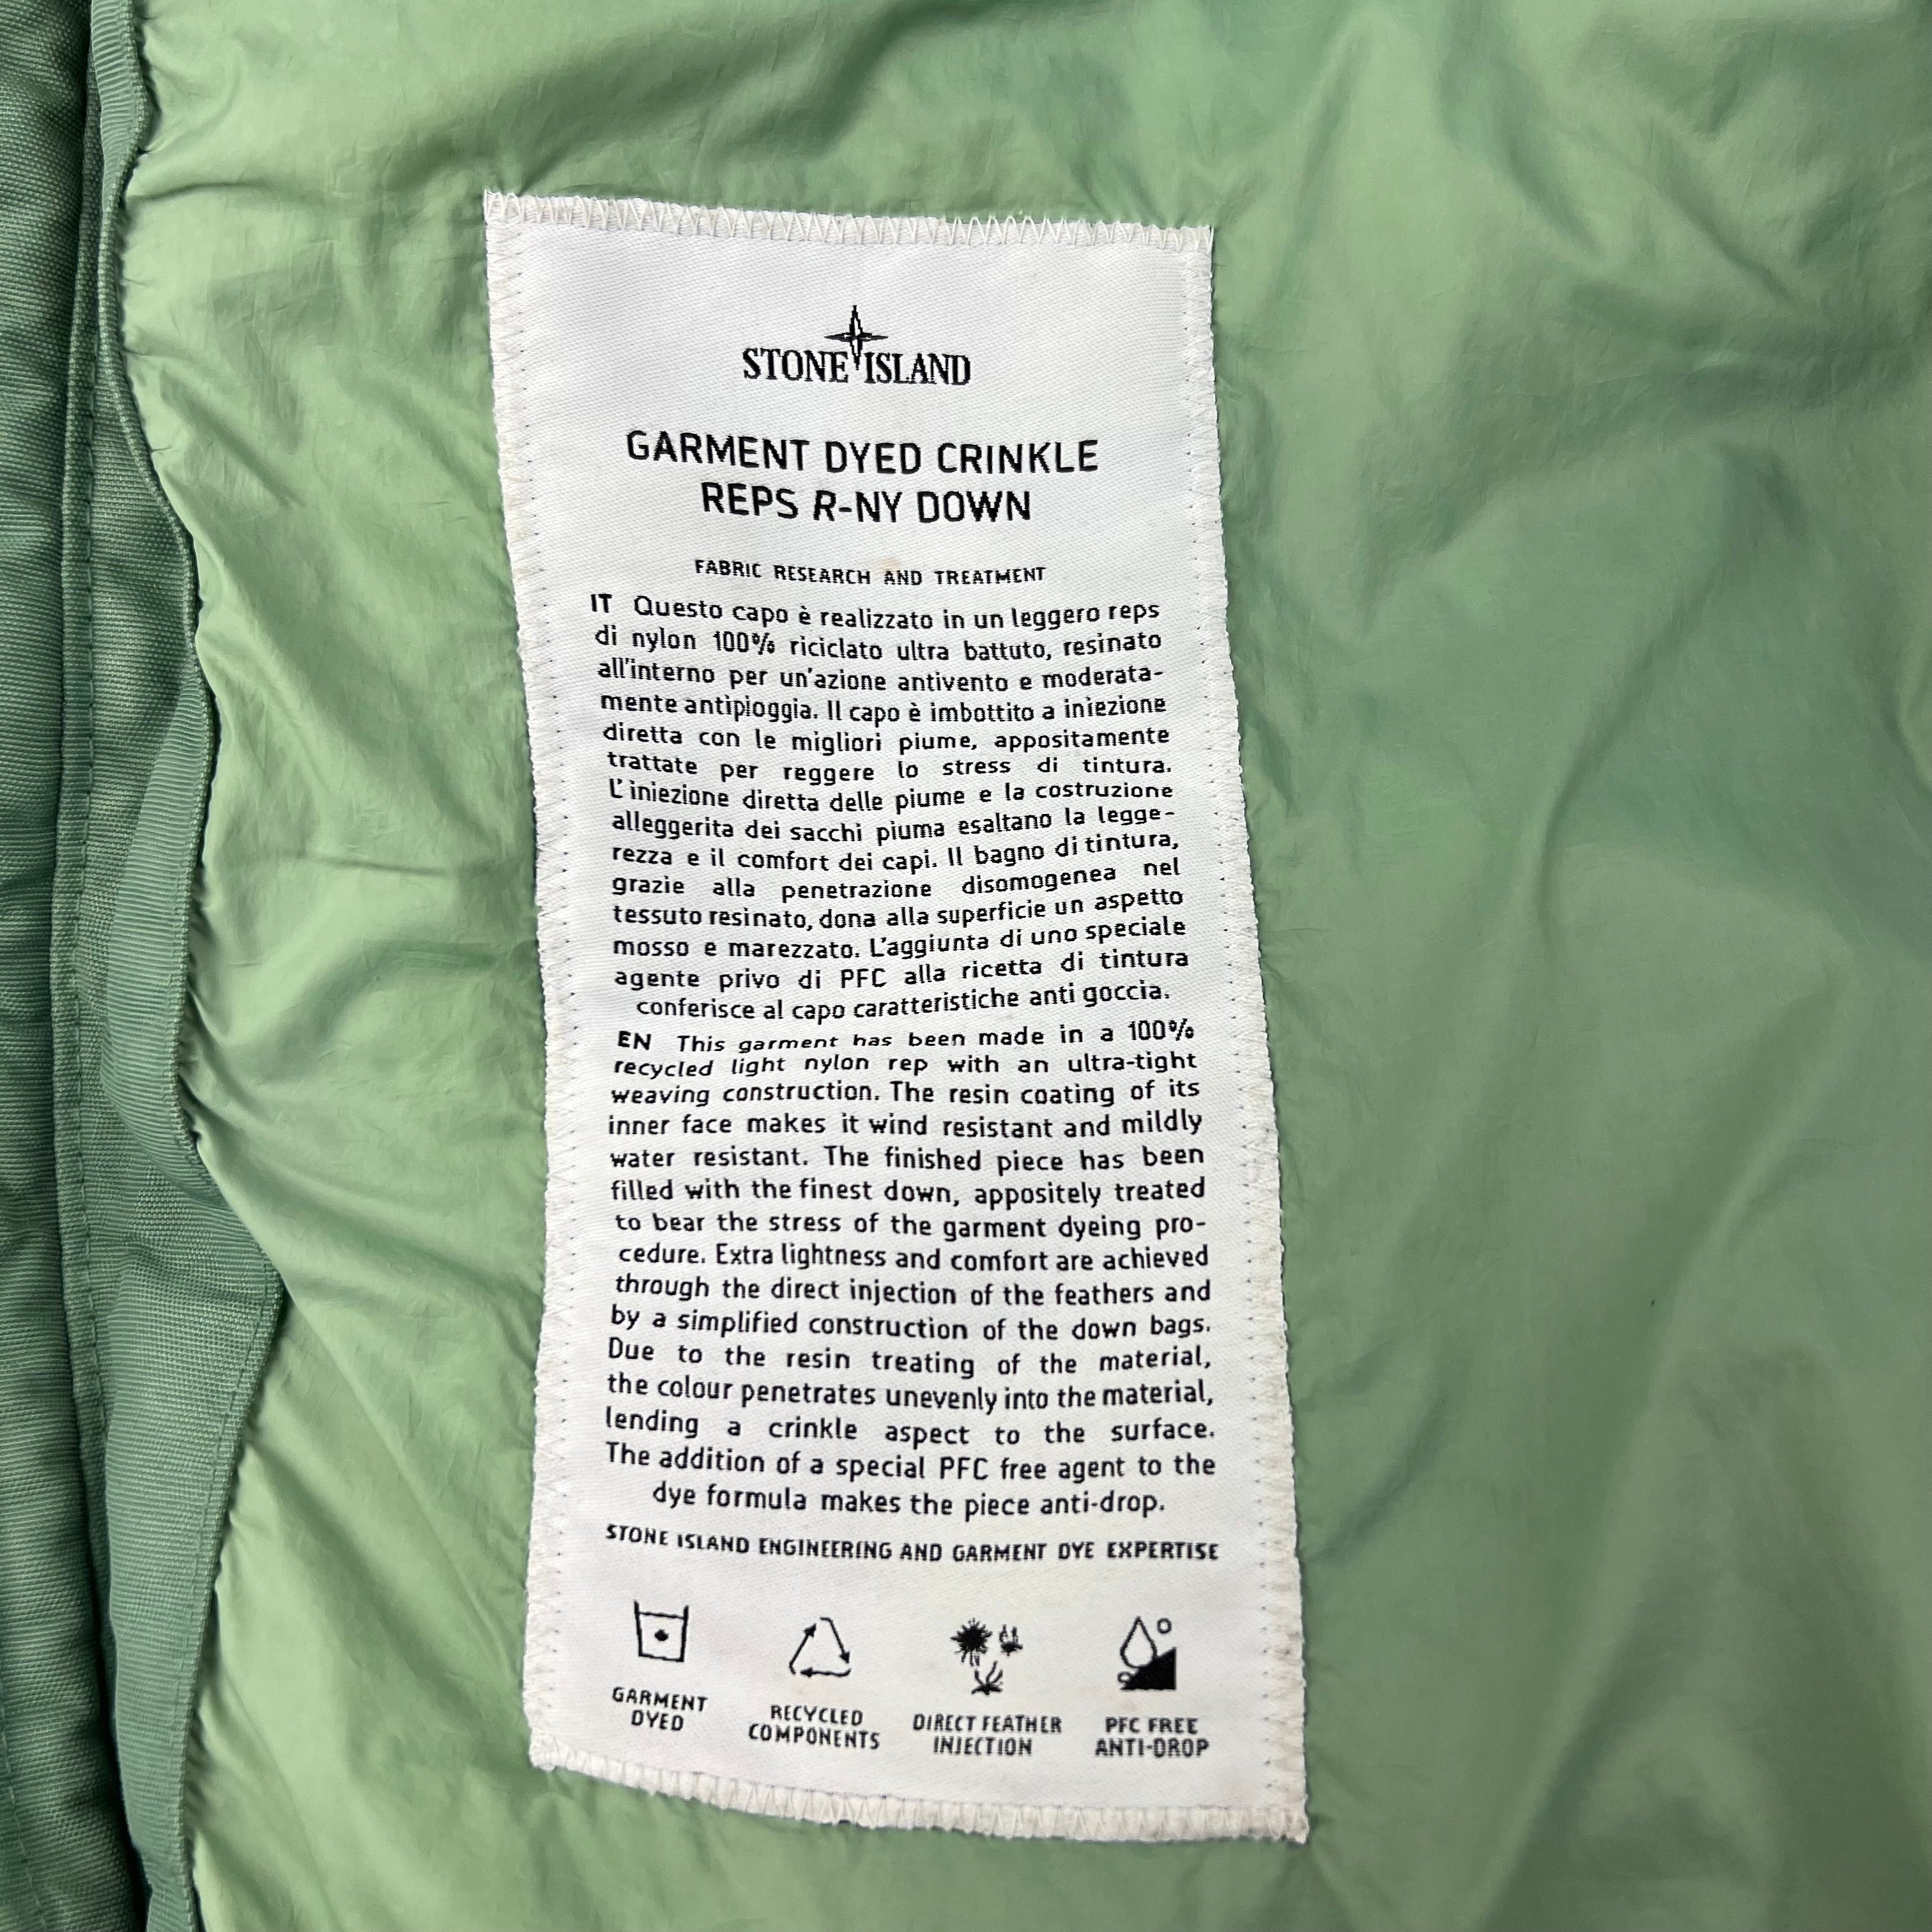 STONE ISLAND
GARMENT DYED CRINKLE
REPS R-NY DOWN
FABRIC RESEARCH AND TREATMENT
IT Questo capo è realizzato in un leggero reps
di nylon 100% riciclato ultra battuto, resinato
all'interno per un'azione antivento e moderata-
mente antipioggia. Il capo è imbottito a iniezione
diretta con le migliori piume, appositamente
trattate per reggere lo stress di tintura.
L'iniezione diretta delle piume e la costruzione
alleggerita dei sacchi piuma esaltano la legge-
rezza e il comfort dei capi. Il bagno di tintura,
grazie alla penetrazione disomogenea nel
tessuto resinato, dona alla superficie un aspetto
mosso e marezzato. L'aggiunta di uno speciale
agente privo di PFC alla ricetta di tintura
conferisce al capo caratteristiche anti goccia.
EN This garment has been made in a 100%
recycled light nylon rep with an ultra-tight
weaving construction. The resin coating of its
inner face makes it wind resistant and mildly
water resistant. The finished piece has been
filled with the finest down, appositely treated
to bear the stress of the garment dyeing pro-
cedure. Extra lightness and comfort are achieved
through the direct injection of the feathers and
by a simplified construction of the down bags.
Due to the resin treating of the material,
the colour penetrates unevenly into the material,
lending a crinkle aspect to the surface.
The addition of a special PFC free agent to the
dye formula makes the piece anti-drop.
STONE ISLAND ENGINEERING AND GARMENT DYE EXPERTISE
GARMENT
DYED
RECYCLED
COMPONENTS
DIRECT FEATHER
INJECTION
PFC FREE
ANTI-DROP